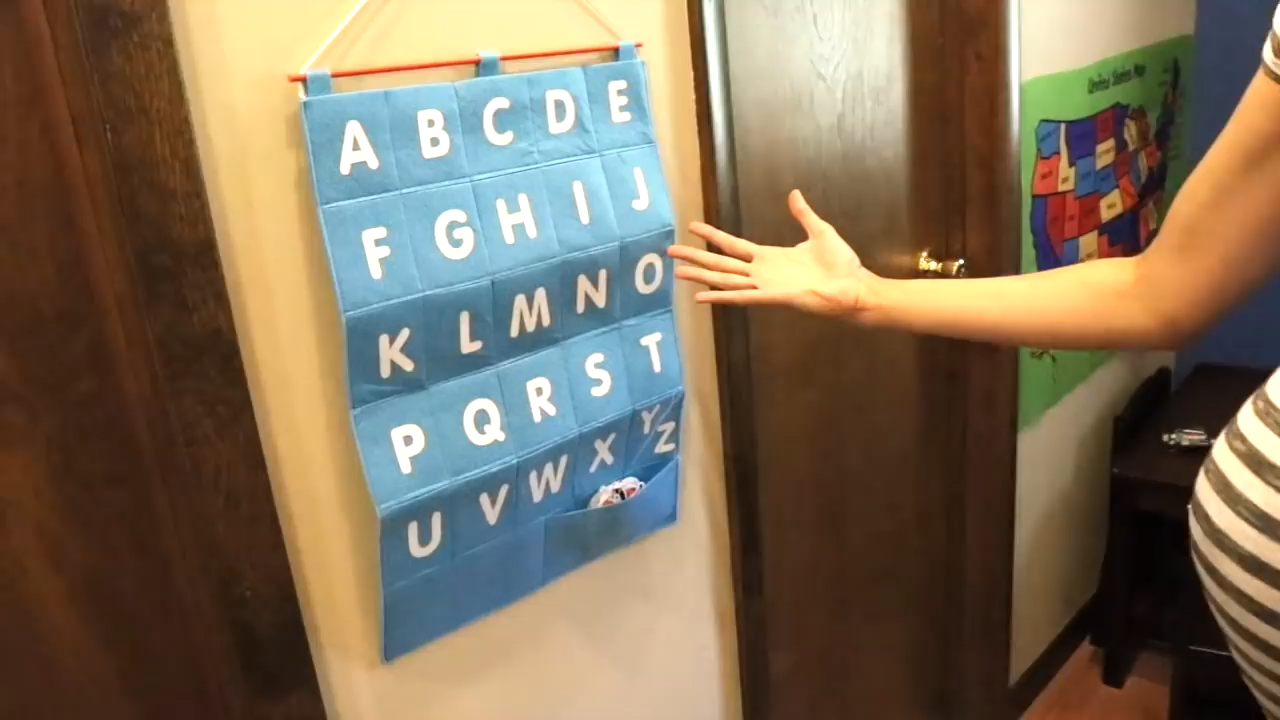 A B C D E
F G H I J
K L M N O
P Q R S T
U V W X Y Z
United States Map